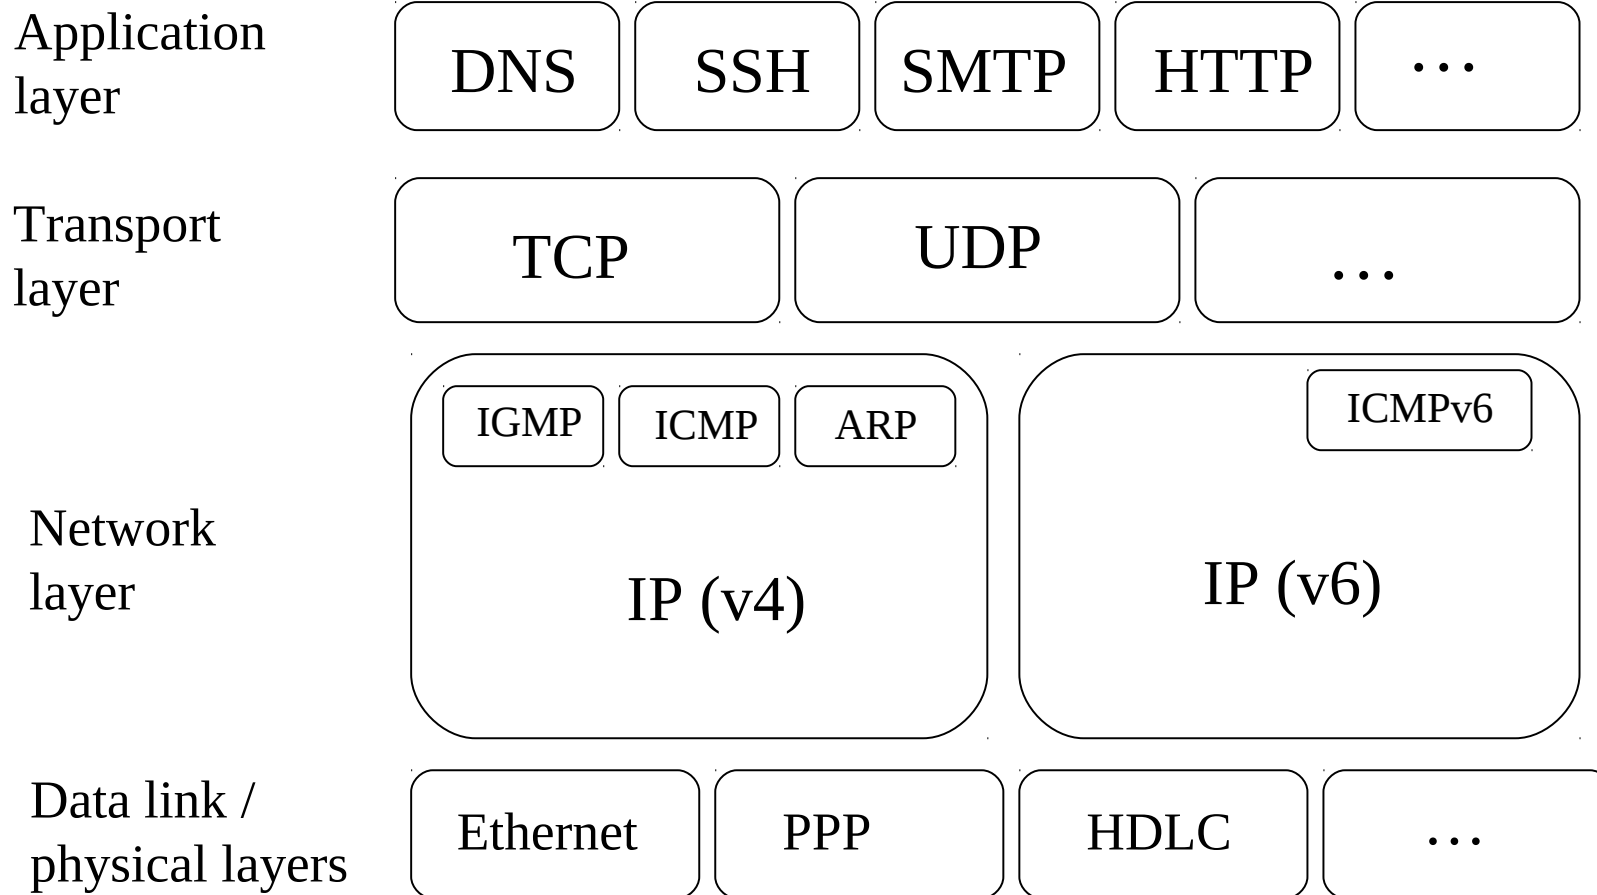 Application
layer
DNS
SSH
SMTP
HTTP
...
Transport
layer
TCP
UDP
...
IGMP
ICMP
ARP
ICMPv6
Network
layer
IP (v4)
IP (v6)
Data link /
physical layers
Ethernet
PPP
HDLC
...